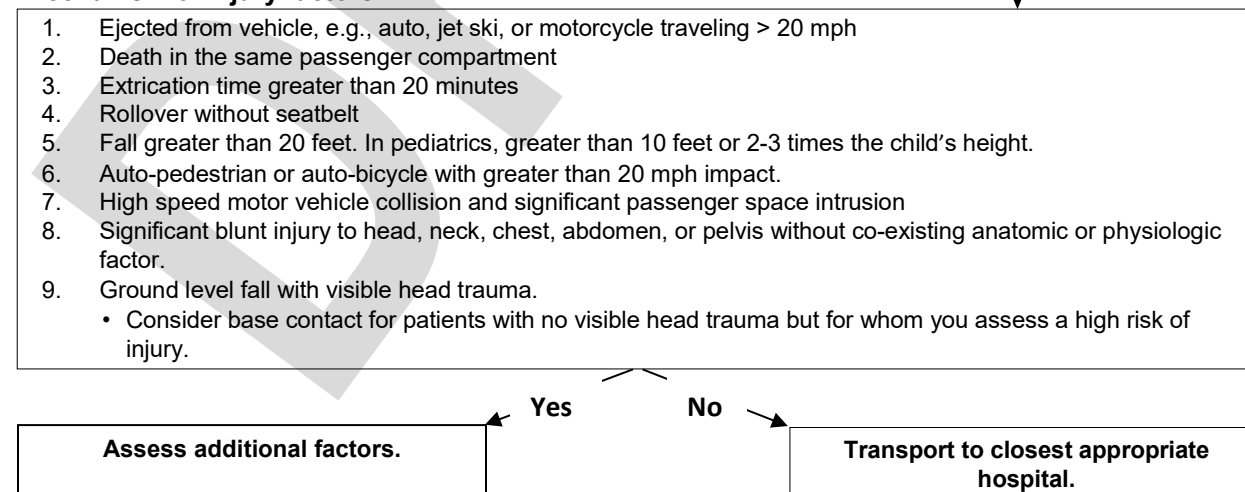 1. Ejected from vehicle, e.g., auto, jet ski, or motorcycle traveling > 20 mph
2. Death in the same passenger compartment
3. Extrication time greater than 20 minutes
4. Rollover without seatbelt
5. Fall greater than 20 feet. In pediatrics, greater than 10 feet or 2-3 times the child’s height.
6. Auto-pedestrian or auto-bicycle with greater than 20 mph impact.
7. High speed motor vehicle collision and significant passenger space intrusion
8. Significant blunt injury to head, neck, chest, abdomen, or pelvis without co-existing anatomic or physiologic
factor.
9. Ground level fall with visible head trauma.
• Consider base contact for patients with no visible head trauma but for whom you assess a high risk of
injury.
Yes No
Assess additional factors.
Transport to closest appropriate
hospital.